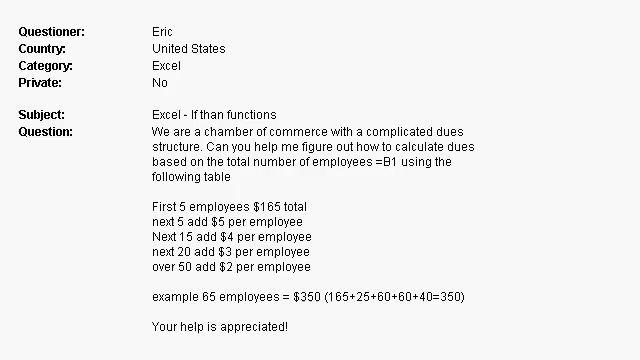 Questioner: Eric
Country: United States
Category: Excel
Private: No
Subject: Excel - If than functions
Question: We are a chamber of commerce with a complicated dues
structure. Can you help me figure out how to calculate dues
based on the total number of employees =B1 using the
following table
First 5 employees $165 total
next 5 add $5 per employee
Next 15 add $4 per employee
next 20 add $3 per employee
over 50 add $2 per employee
example 65 employees = $350 (165+25+60+60+40=350)
Your help is appreciated!